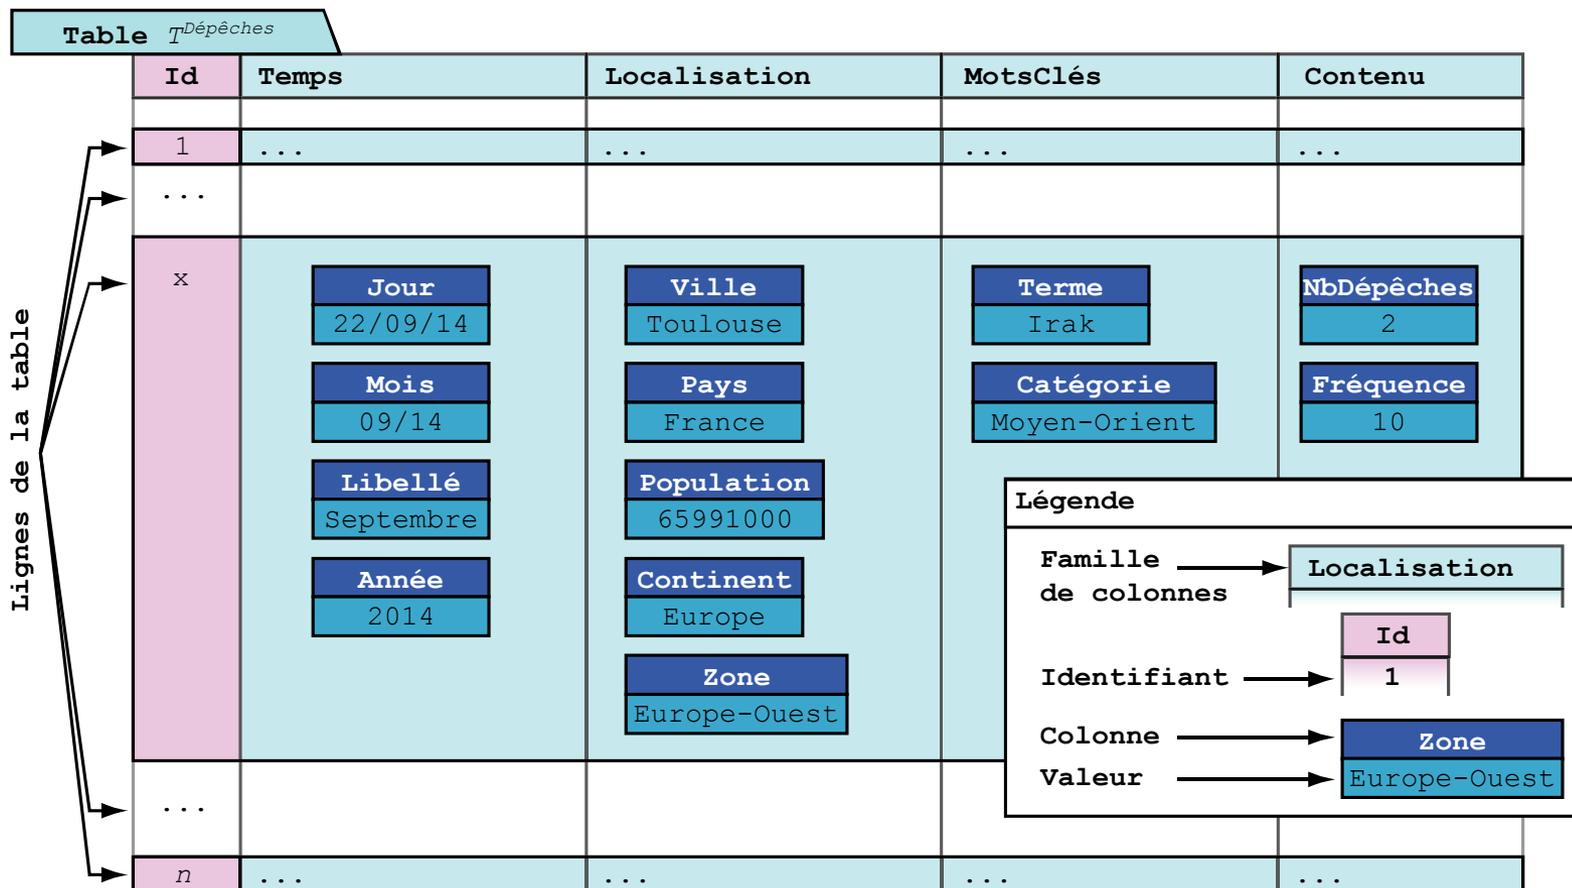 Table T^Dépêches
Id Temps Localisation MotsClés Contenu
1 ... ... ... ...
...
x
Jour Ville Terme NbDépêches
22/09/14 Toulouse Irak 2
Mois Pays Catégorie Fréquence
09/14 France Moyen-Orient 10
Libellé Population
Septembre 65991000
Année Continent
2014 Europe
Zone
Europe-Ouest
...
n ... ... ... ...
Lignes de la table
Légende
Famille
de colonnes
Localisation
Id
Identifiant 1
Colonne Zone
Valeur Europe-Ouest